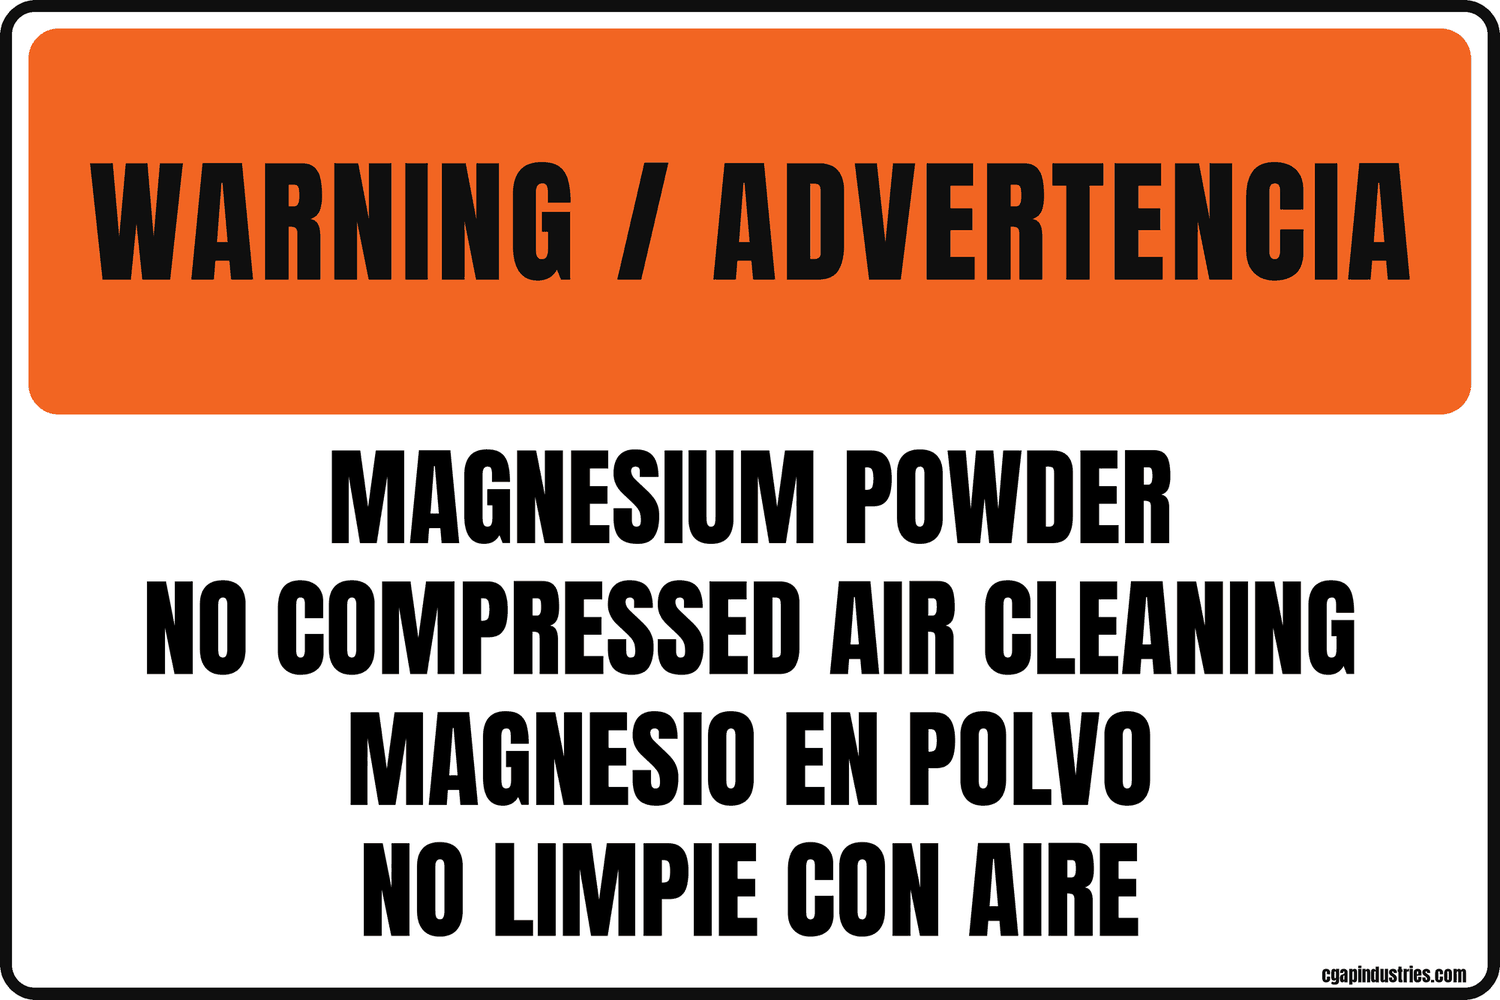 WARNING / ADVERTENCIA
MAGNESIUM POWDER
NO COMPRESSED AIR CLEANING
MAGNESIO EN POLVO
NO LIMPIE CON AIRE
cgapindustries.com